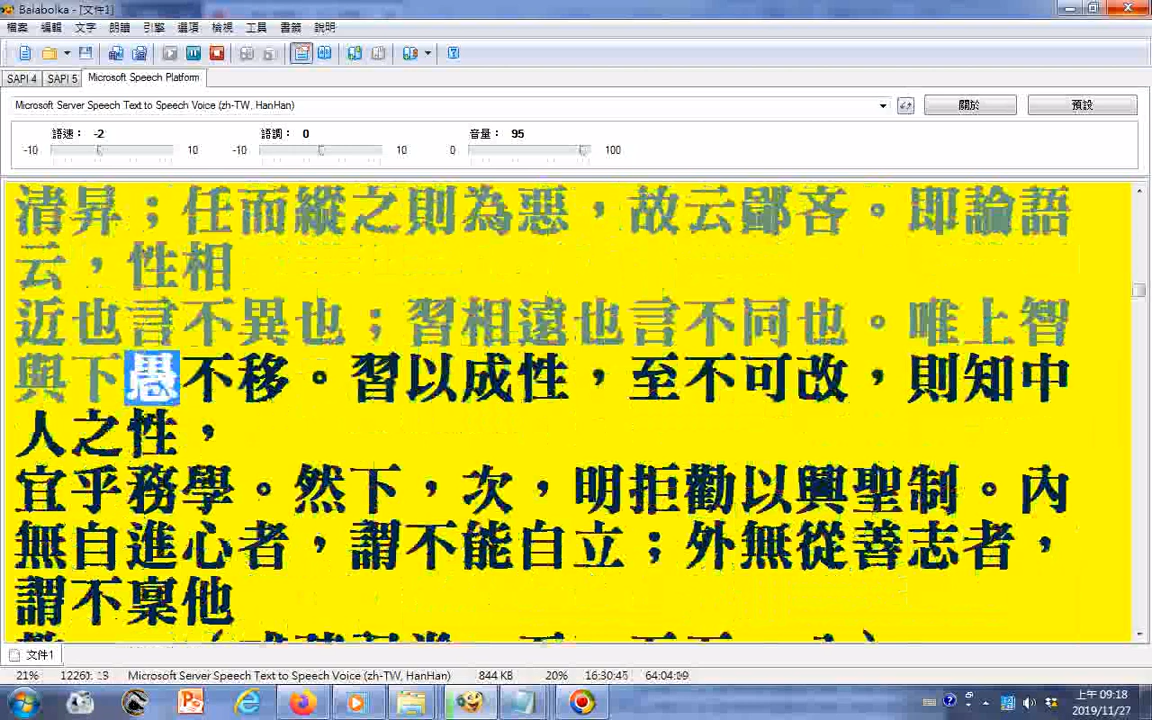 Balabolka - [文件1]
檔案 編輯 文字 朗讀 引擎 選項 檢視 工具 書籤 說明
SAPI 4 SAPI 5 Microsoft Speech Platform
Microsoft Server Speech Text to Speech Voice (zh-TW, HanHan) 關於 預設
語速： -2 語調： 0 音量： 95
-10 10 -10 10 0 100
清昇；任而縱之則為惡，故云鄙吝。即論語
云，性相
近也言不異也；習相遠也言不同也。唯上智
與下愚不移。習以成性，至不可改，則知中
人之性，
宜乎務學。然下，次，明拒勸以興聖制。內
無自進心者，謂不能自立；外無從善志者，
謂不稟他
文件1
21% Microsoft Server Speech Text to Speech Voice (zh-TW, HanHan) 844 KB 20% 16:30:45 64:04:09
上午 09:18
2019/11/27